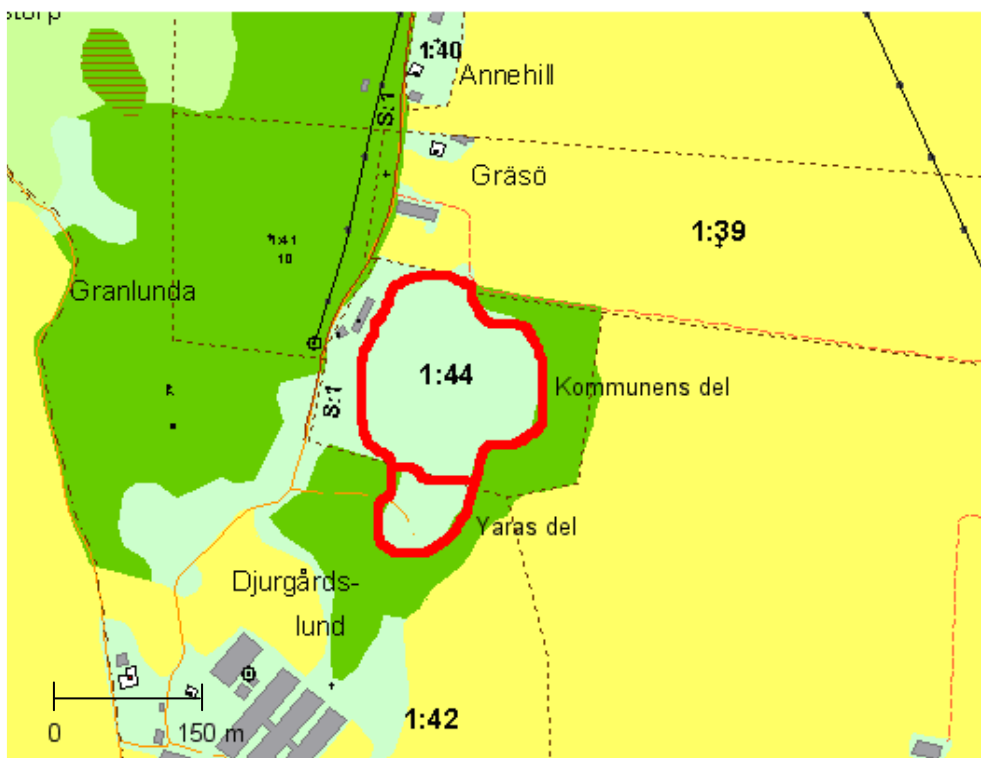 1:40
Annehill
S:1
Gräsö
1:39
1:41
10
Granlunda
1:44
Kommunens del
S:1
R
Yaras del
Djurgårds-
lund
1:42
0 150 m